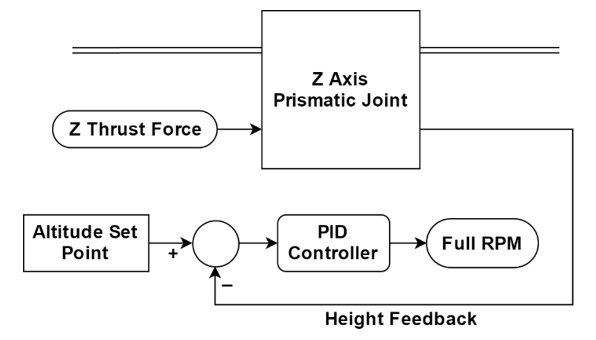 Z Axis
Prismatic Joint
Z Thrust Force
Altitude Set
Point
+
−
PID
Controller
Full RPM
Height Feedback